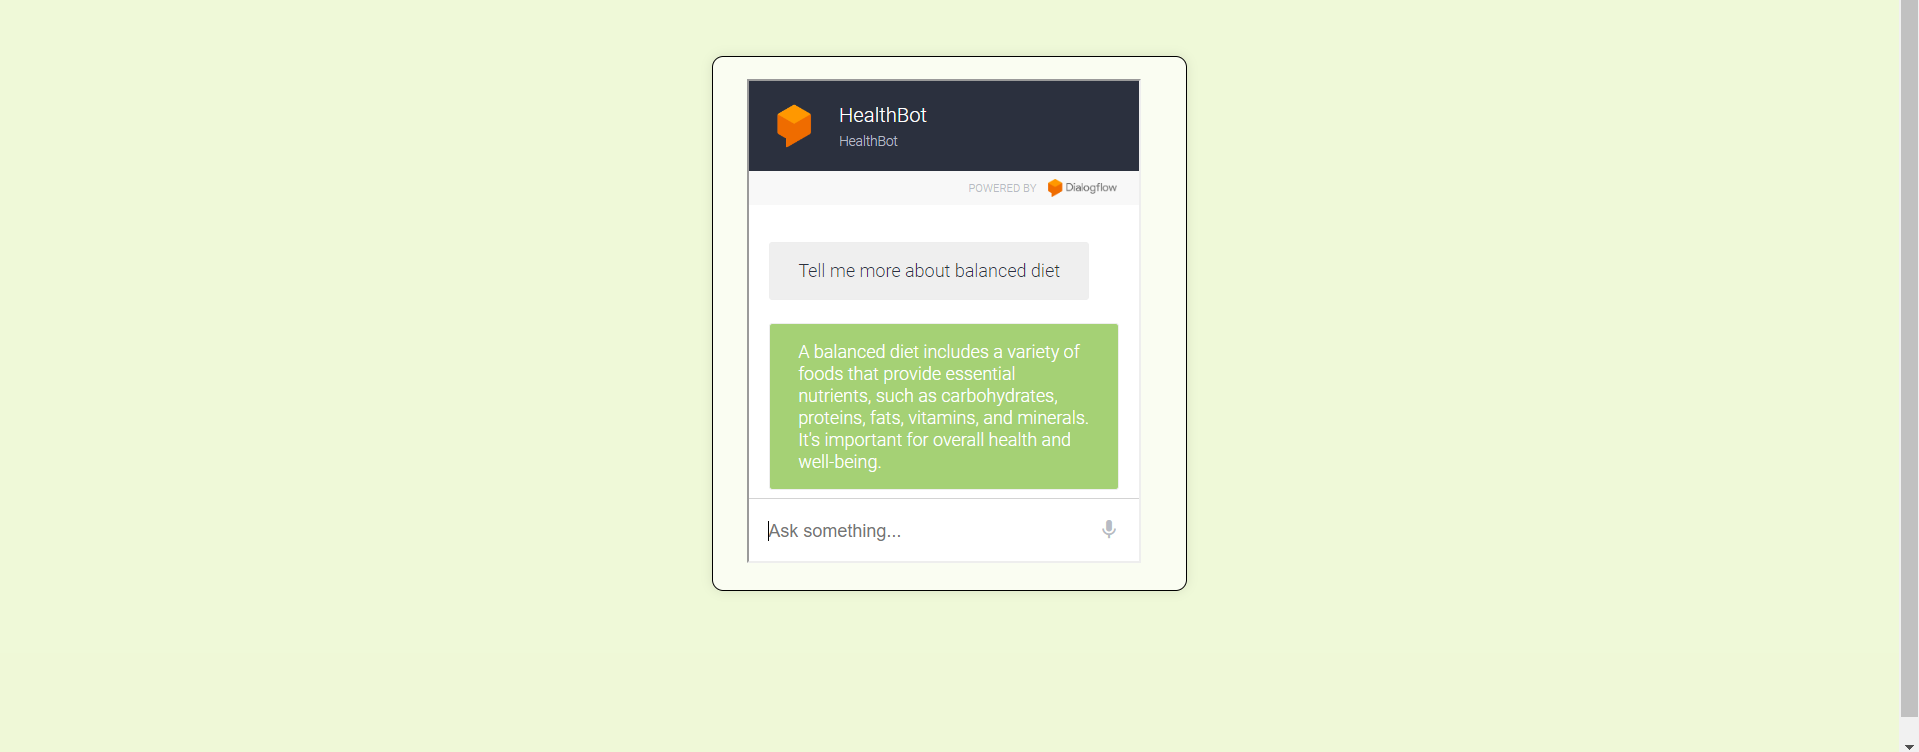 HealthBot
HealthBot
POWERED BY Dialogflow
Tell me more about balanced diet
A balanced diet includes a variety of
foods that provide essential
nutrients, such as carbohydrates,
proteins, fats, vitamins, and minerals.
It's important for overall health and
well-being.
Ask something...